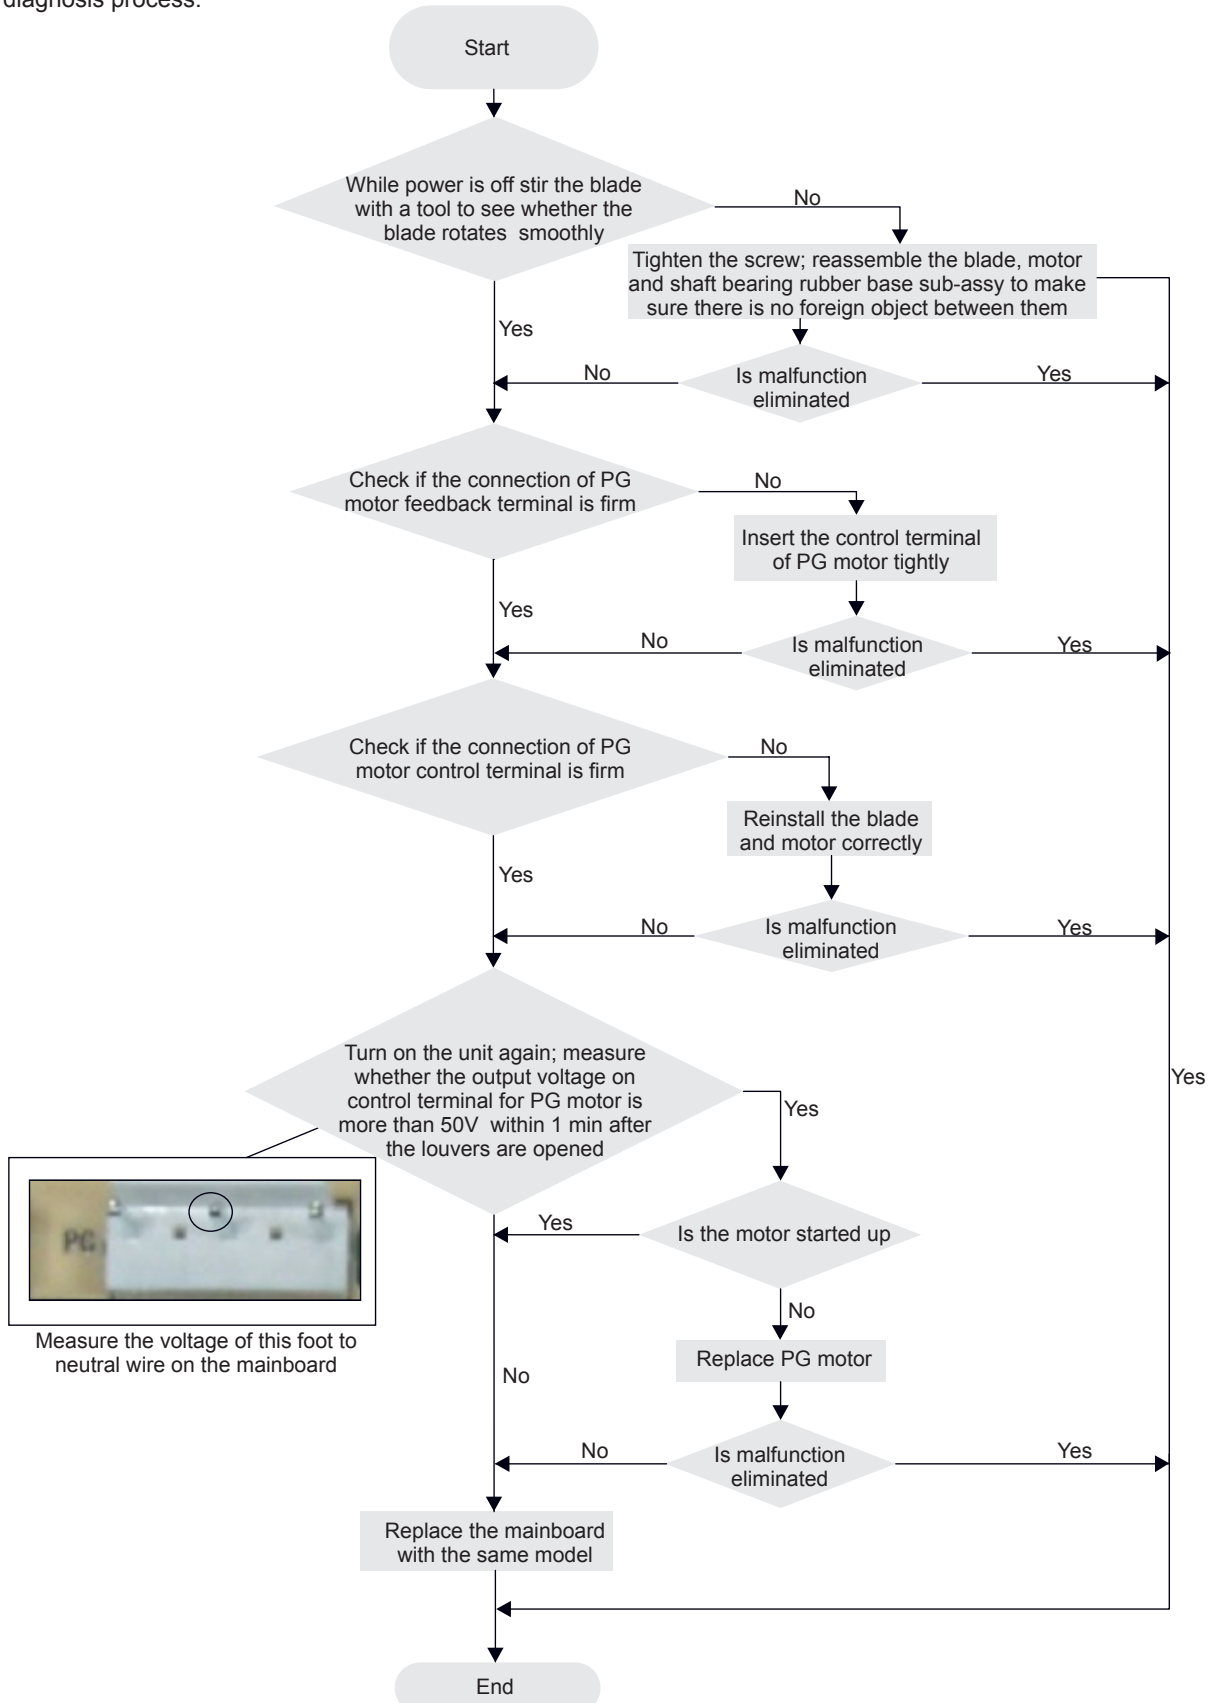 diagnosis process:
Start
While power is off stir the blade
with a tool to see whether the
blade rotates smoothly
No
Tighten the screw; reassemble the blade, motor
and shaft bearing rubber base sub-assy to make
sure there is no foreign object between them
Yes
No
Is malfunction
eliminated
Yes
Check if the connection of PG
motor feedback terminal is firm
No
Insert the control terminal
of PG motor tightly
Yes
No
Is malfunction
eliminated
Yes
Check if the connection of PG
motor control terminal is firm
No
Reinstall the blade
and motor correctly
Yes
No
Is malfunction
eliminated
Yes
Turn on the unit again; measure
whether the output voltage on
control terminal for PG motor is
more than 50V within 1 min after
the louvers are opened
Yes
Yes
PG
Yes
Is the motor started up
Measure the voltage of this foot to
neutral wire on the mainboard
No
Replace PG motor
No
No
Is malfunction
eliminated
Yes
Replace the mainboard
with the same model
End